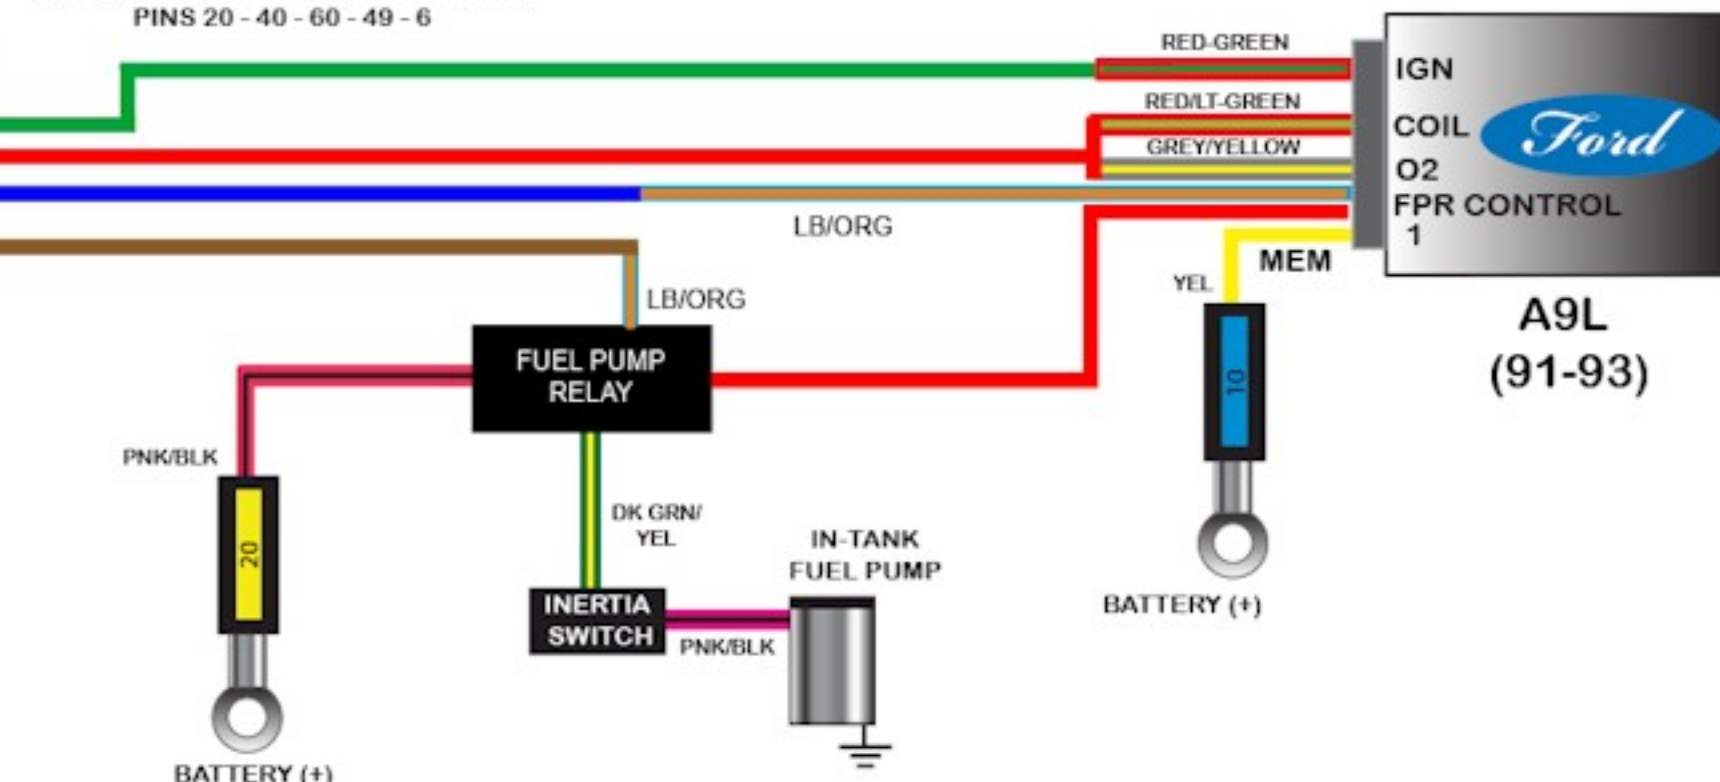 PINS 20 - 40 - 60 - 49 - 6
RED-GREEN
IGN
RED/LT-GREEN
COIL
Ford
GREY/YELLOW
O2
FPR CONTROL
LB/ORG
1
MEM
YEL
LB/ORG
A9L
(91-93)
FUEL PUMP
RELAY
10
PNK/BLK
DK GRN/
YEL
20
IN-TANK
FUEL PUMP
INERTIA
SWITCH
PNK/BLK
BATTERY (+)
BATTERY (+)